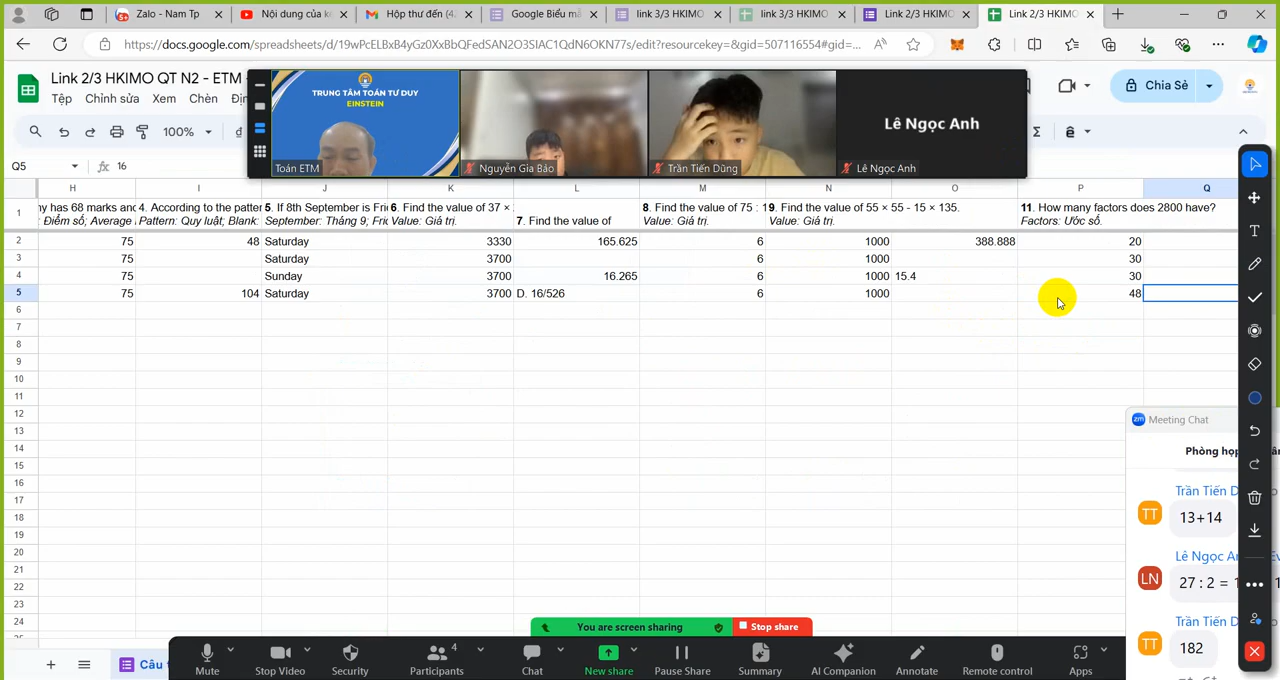 Zalo - Nam Tp
Nội dung của k
Hộp thư đến (4
Google Biểu m
link 3/3 HKIMO
link 3/3 HKIMO
Link 2/3 HKIMO
Link 2/3 HKIMO
https://docs.google.com/spreadsheets/d/19wPcELBxB4yGz0XxBbQFedSAN2O3SIAC1QdN6OKN77s/edit?resourcekey=&gid=507116554#gid=...
Link 2/3 HKIMO QT N2 - ETM
Chia Sẻ
Tệp Chỉnh sửa Xem Chèn
100%
đ
Σ
TRUNG TÂM TOÁN TƯ DUY
EINSTEIN
Toán ETM
Nguyễn Gia Bảo
Trần Tiến Dũng
Lê Ngọc Anh
Lê Ngọc Anh
Q5
fx 16
H I J K L M N O P Q
has 68 marks and
4. According to the patter
5. If 8th September is Fri
6. Find the value of 37 ×
8. Find the value of 75 : 1
9. Find the value of 55 × 55 - 15 × 135.
11. How many factors does 2800 have?
1
Điểm số; Average
Pattern: Quy luật; Blank:
September: Tháng 9; Fri
Value: Giá trị.
7. Find the value of
Value: Giá trị.
Value: Giá trị.
Factors: Ước số.
2 75 48 Saturday 3330 165.625 6 1000 388.888 20
3 75 Saturday 3700 6 1000 30
4 75 Sunday 3700 16.265 6 1000 15.4 30
5 75 104 Saturday 3700 D. 16/526 6 1000 48
6
7
8
9
10
11
12
13
14
15
16
17
18
19
20
21
22
23
24
Meeting Chat
Phòng họp
Trần Tiến D
TT 13+14
Lê Ngọc An
LN 27 : 2 = 1
Trần Tiến D
TT 182
You are screen sharing
Stop share
Câu
Mute
Stop Video
Security
4
Participants
Chat
New share
Pause Share
Summary
AI Companion
Annotate
Remote control
Apps